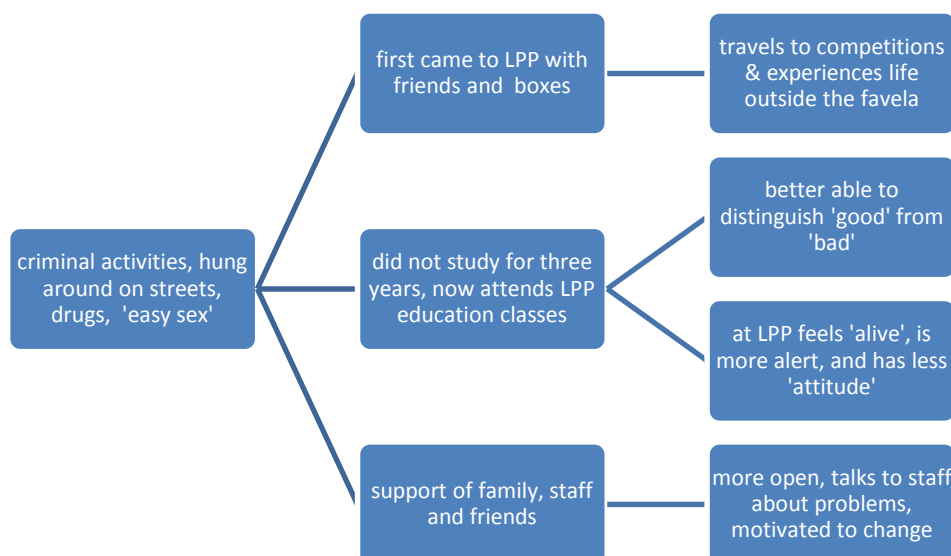 first came to LPP with
friends and boxes
travels to competitions
& experiences life
outside the favela
criminal activities, hung
around on streets,
drugs, 'easy sex'
did not study for three
years, now attends LPP
education classes
better able to
distinguish 'good' from
'bad'
at LPP feels 'alive', is
more alert, and has less
'attitude'
support of family, staff
and friends
more open, talks to staff
about problems,
motivated to change